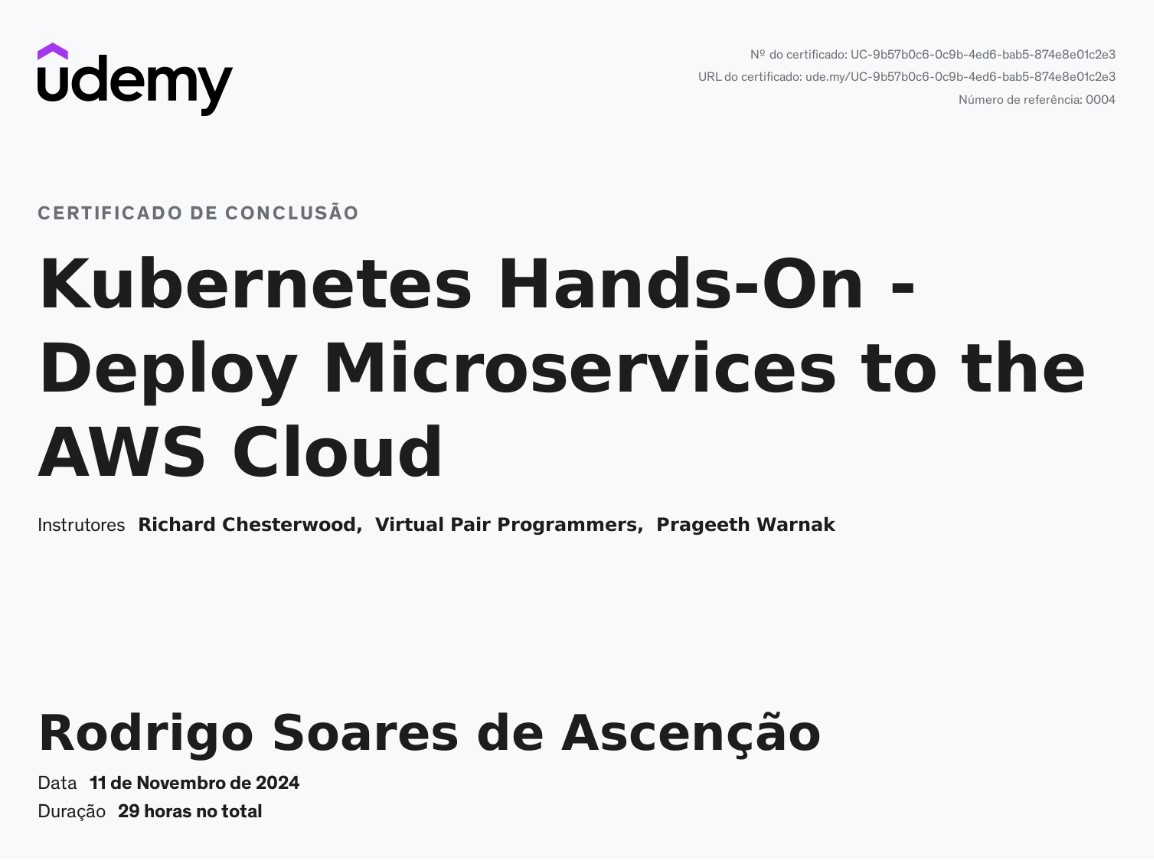 udemy
Nº do certificado: UC-9b57b0c6-0c9b-4ed6-bab5-874e8e01c2e3
URL do certificado: ude.my/UC-9b57b0c6-0c9b-4ed6-bab5-874e8e01c2e3
Número de referência: 0004
CERTIFICADO DE CONCLUSÃO
Kubernetes Hands-On -
Deploy Microservices to the
AWS Cloud
Instrutores Richard Chesterwood, Virtual Pair Programmers, Prageeth Warnak
Rodrigo Soares de Ascenção
Data 11 de Novembro de 2024
Duração 29 horas no total